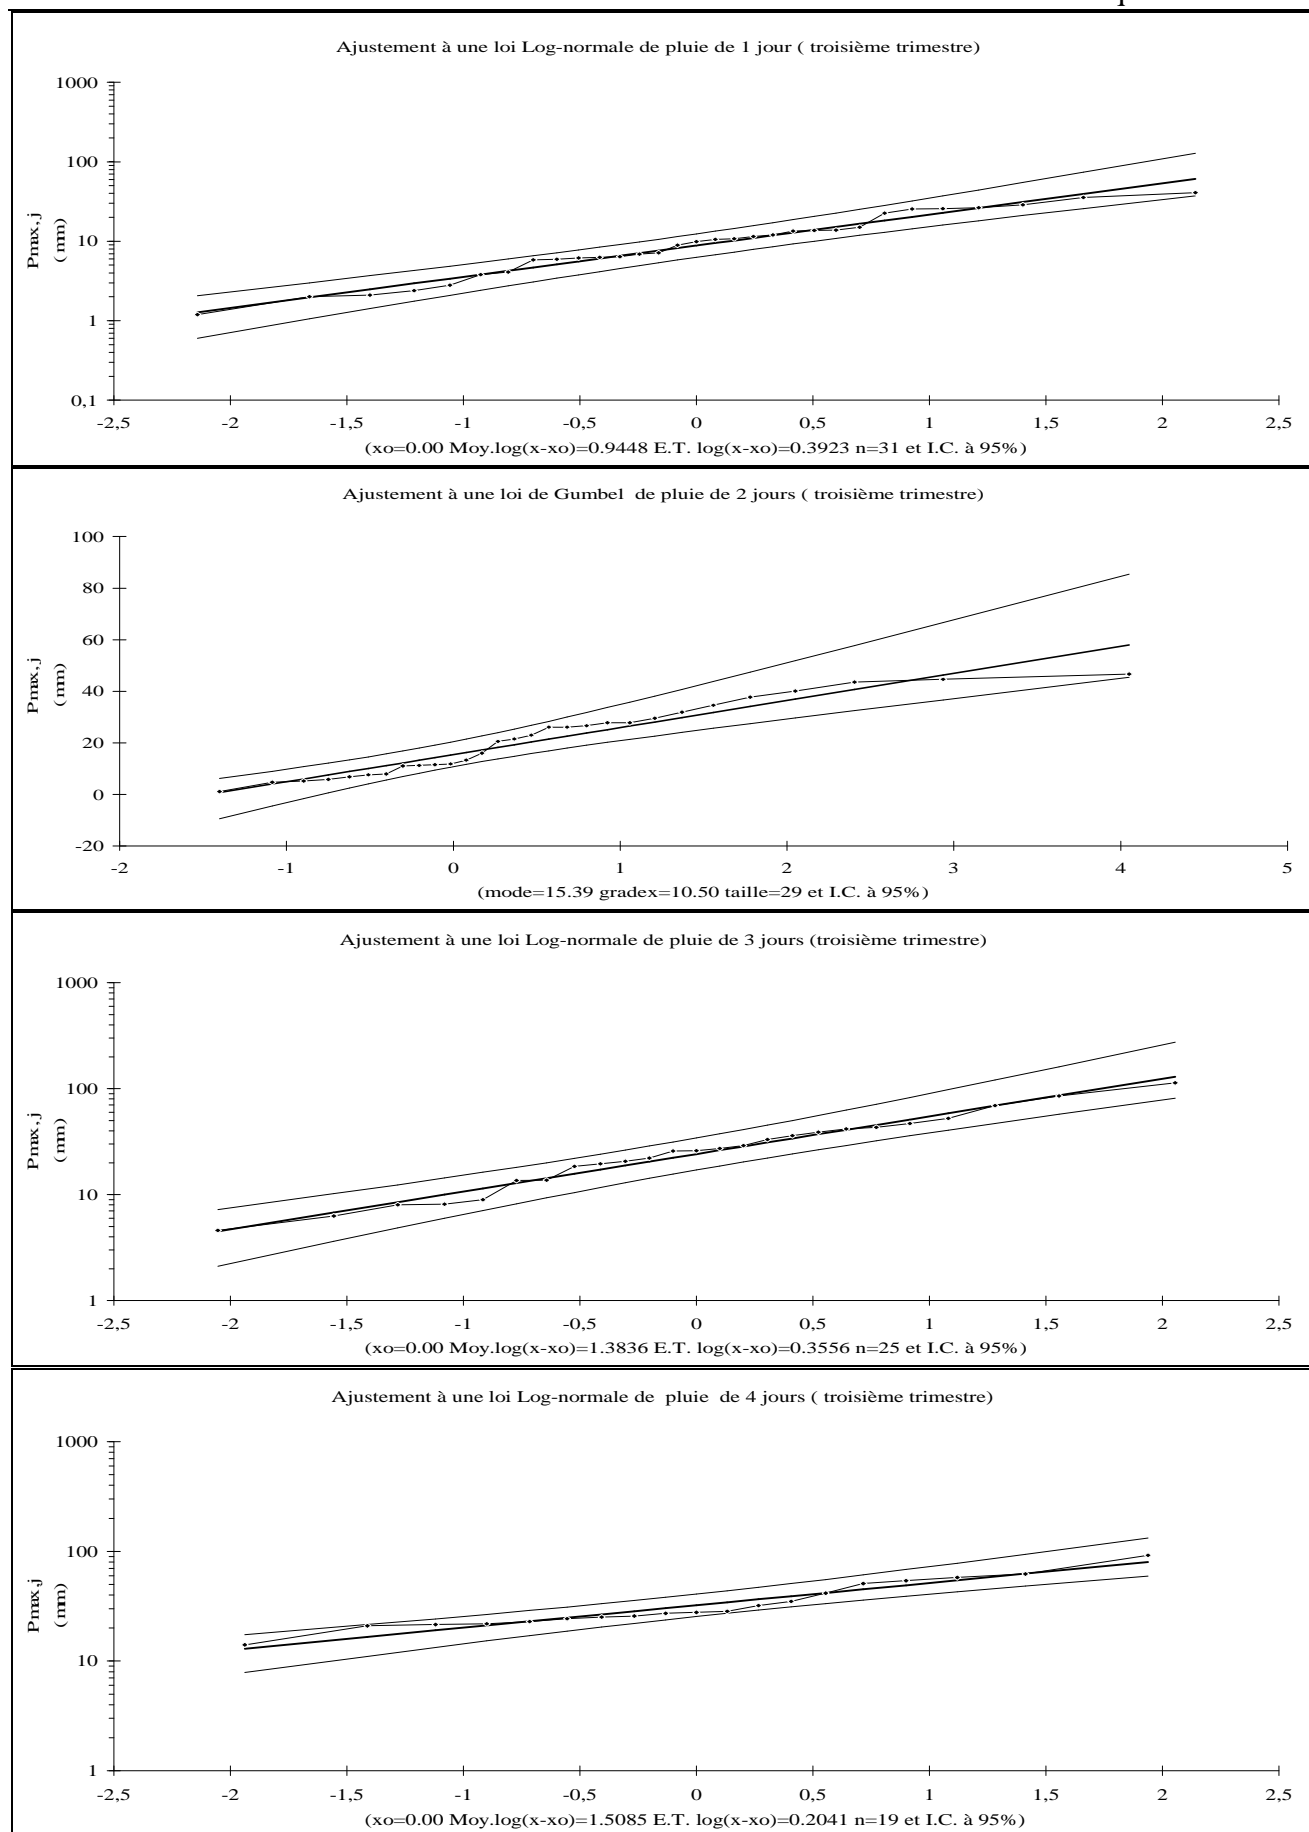 Ajustement à une loi Log-normale de pluie de 1 jour ( troisième trimestre)
1000
100
10
1
0,1
Pmax,j
(mm)
-2,5 -2 -1,5 -1 -0,5 0 0,5 1 1,5 2 2,5
(xo=0.00 Moy.log(x-xo)=0.9448 E.T. log(x-xo)=0.3923 n=31 et I.C. à 95%)
Ajustement à une loi de Gumbel de pluie de 2 jours ( troisième trimestre)
100
80
60
40
20
0
-20
Pmax,j
(mm)
-2 -1 0 1 2 3 4 5
(mode=15.39 gradex=10.50 taille=29 et I.C. à 95%)
Ajustement à une loi Log-normale de pluie de 3 jours (troisième trimestre)
1000
100
10
1
Pmax,j
(mm)
-2,5 -2 -1,5 -1 -0,5 0 0,5 1 1,5 2 2,5
(xo=0.00 Moy.log(x-xo)=1.3836 E.T. log(x-xo)=0.3556 n=25 et I.C. à 95%)
Ajustement à une loi Log-normale de pluie de 4 jours ( troisième trimestre)
1000
100
10
1
Pmax,j
(mm)
-2,5 -2 -1,5 -1 -0,5 0 0,5 1 1,5 2 2,5
(xo=0.00 Moy.log(x-xo)=1.5085 E.T. log(x-xo)=0.2041 n=19 et I.C. à 95%)